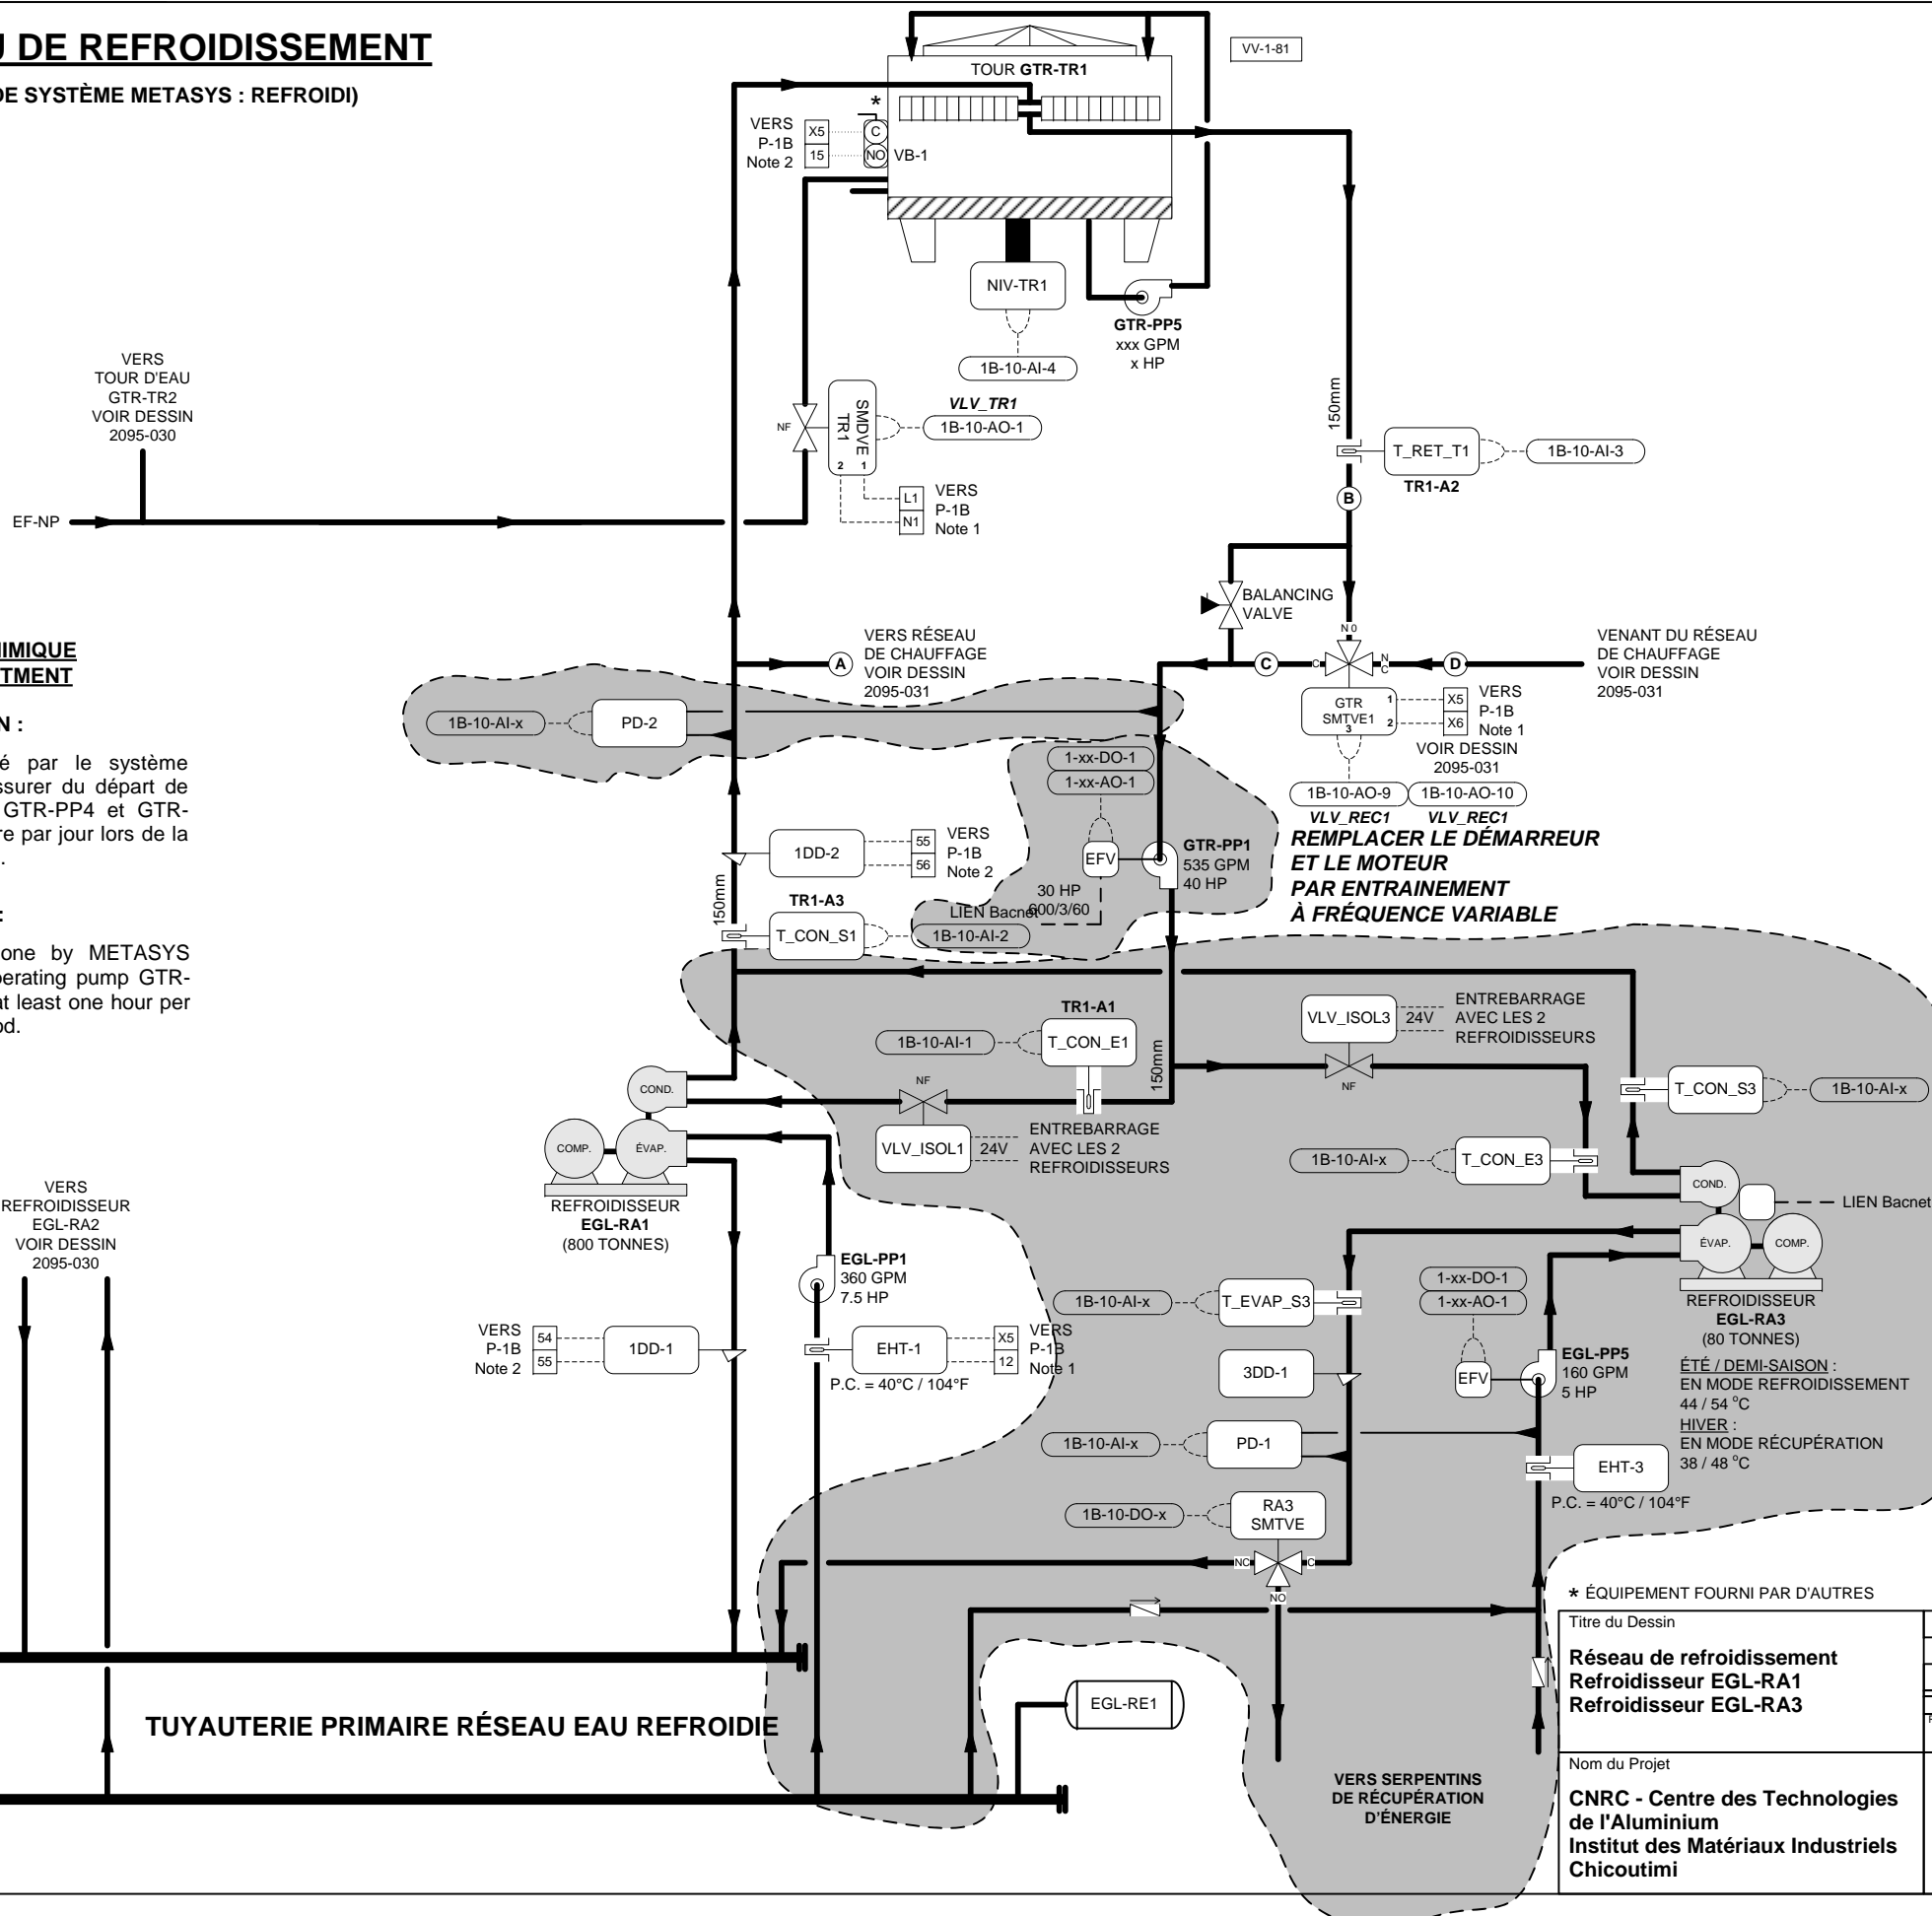 U DE REFROIDISSEMENT
DE SYSTÈME METASYS : REFROIDI)
VV-1-81
TOUR GTR-TR1
*
VERS
P-1B
Note 2
X5
15
C
NO
VB-1
NIV-TR1
1B-10-AI-4
GTR-PP5
xxx GPM
x HP
VERS
TOUR D'EAU
GTR-TR2
VOIR DESSIN
2095-030
EF-NP
NF
SMDVE
TR1
2 1
VLV_TR1
1B-10-AO-1
L1
N1
VERS
P-1B
Note 1
150mm
T_RET_T1
1B-10-AI-3
TR1-A2
B
BALANCING
VALVE
N 0
C
C
N
C
D
VENANT DU RÉSEAU
DE CHAUFFAGE
VOIR DESSIN
2095-031
A
VERS RÉSEAU
DE CHAUFFAGE
VOIR DESSIN
2095-031
GTR
SMTVE1
1
2
3
X5
X6
VERS
P-1B
Note 1
VOIR DESSIN
2095-031
1B-10-AO-9
1B-10-AO-10
VLV_REC1
VLV_REC1
REMPLACER LE DÉMARREUR
ET LE MOTEUR
PAR ENTRAINEMENT
À FRÉQUENCE VARIABLE
IMIQUE
TMENT
N :
é par le système
ssurer du départ de
GTR-PP4 et GTR-
re par jour lors de la
.
:
one by METASYS
perating pump GTR-
at least one hour per
od.
1B-10-AI-x
PD-2
1-xx-DO-1
1-xx-AO-1
EFV
GTR-PP1
535 GPM
40 HP
30 HP
600/3/60
LIEN Bacnet
1DD-2
55
56
VERS
P-1B
Note 2
TR1-A3
150mm
T_CON_S1
1B-10-AI-2
TR1-A1
1B-10-AI-1
T_CON_E1
150mm
VLV_ISOL3
24V
ENTREBARRAGE
AVEC LES 2
REFROIDISSEURS
NF
T_CON_S3
1B-10-AI-x
NF
VLV_ISOL1
24V
ENTREBARRAGE
AVEC LES 2
REFROIDISSEURS
COND.
COMP.
ÉVAP.
REFROIDISSEUR
EGL-RA1
(800 TONNES)
1B-10-AI-x
T_CON_E3
COND.
LIEN Bacnet
ÉVAP.
COMP.
REFROIDISSEUR
EGL-RA3
(80 TONNES)
VERS
REFROIDISSEUR
EGL-RA2
VOIR DESSIN
2095-030
EGL-PP1
360 GPM
7.5 HP
VERS
P-1B
Note 2
54
55
1DD-1
EHT-1
X5
12
VERS
P-1B
Note 1
P.C. = 40°C / 104°F
1B-10-AI-x
T_EVAP_S3
1-xx-DO-1
1-xx-AO-1
EFV
EGL-PP5
160 GPM
5 HP
3DD-1
ÉTÉ / DEMI-SAISON :
EN MODE REFROIDISSEMENT
44 / 54 °C
HIVER :
EN MODE RÉCUPÉRATION
38 / 48 °C
1B-10-AI-x
PD-1
EHT-3
P.C. = 40°C / 104°F
1B-10-DO-x
RA3
SMTVE
NC
C
NO
* ÉQUIPEMENT FOURNI PAR D'AUTRES
TUYAUTERIE PRIMAIRE RÉSEAU EAU REFROIDIE
EGL-RE1
VERS SERPENTINS
DE RÉCUPÉRATION
D'ÉNERGIE
Titre du Dessin
Réseau de refroidissement
Refroidisseur EGL-RA1
Refroidisseur EGL-RA3
Nom du Projet
CNRC - Centre des Technologies
de l'Aluminium
Institut des Matériaux Industriels
Chicoutimi